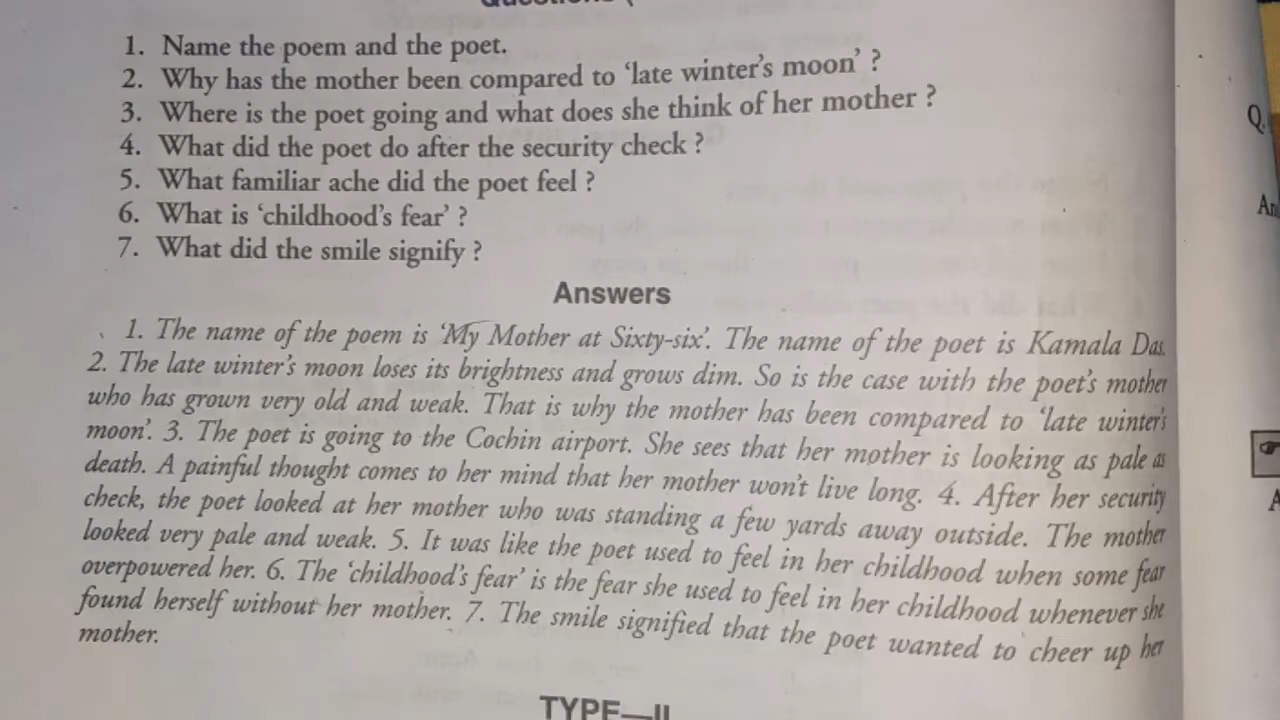 1. Name the poem and the poet.
2. Why has the mother been compared to ‘late winter’s moon’ ?
3. Where is the poet going and what does she think of her mother ?
4. What did the poet do after the security check ?
5. What familiar ache did the poet feel ?
6. What is ‘childhood’s fear’ ?
7. What did the smile signify ?
Answers
1. The name of the poem is ‘My Mother at Sixty-six’. The name of the poet is Kamala Das.
2. The late winter’s moon loses its brightness and grows dim. So is the case with the poet’s mother
who has grown very old and weak. That is why the mother has been compared to ‘late winter’s
moon’. 3. The poet is going to the Cochin airport. She sees that her mother is looking as pale as
death. A painful thought comes to her mind that her mother won’t live long. 4. After her security
check, the poet looked at her mother who was standing a few yards away outside. The mother
looked very pale and weak. 5. It was like the poet used to feel in her childhood when some fear
overpowered her. 6. The ‘childhood’s fear’ is the fear she used to feel in her childhood whenever she
found herself without her mother. 7. The smile signified that the poet wanted to cheer up her
mother.
TYPE—II
Q.